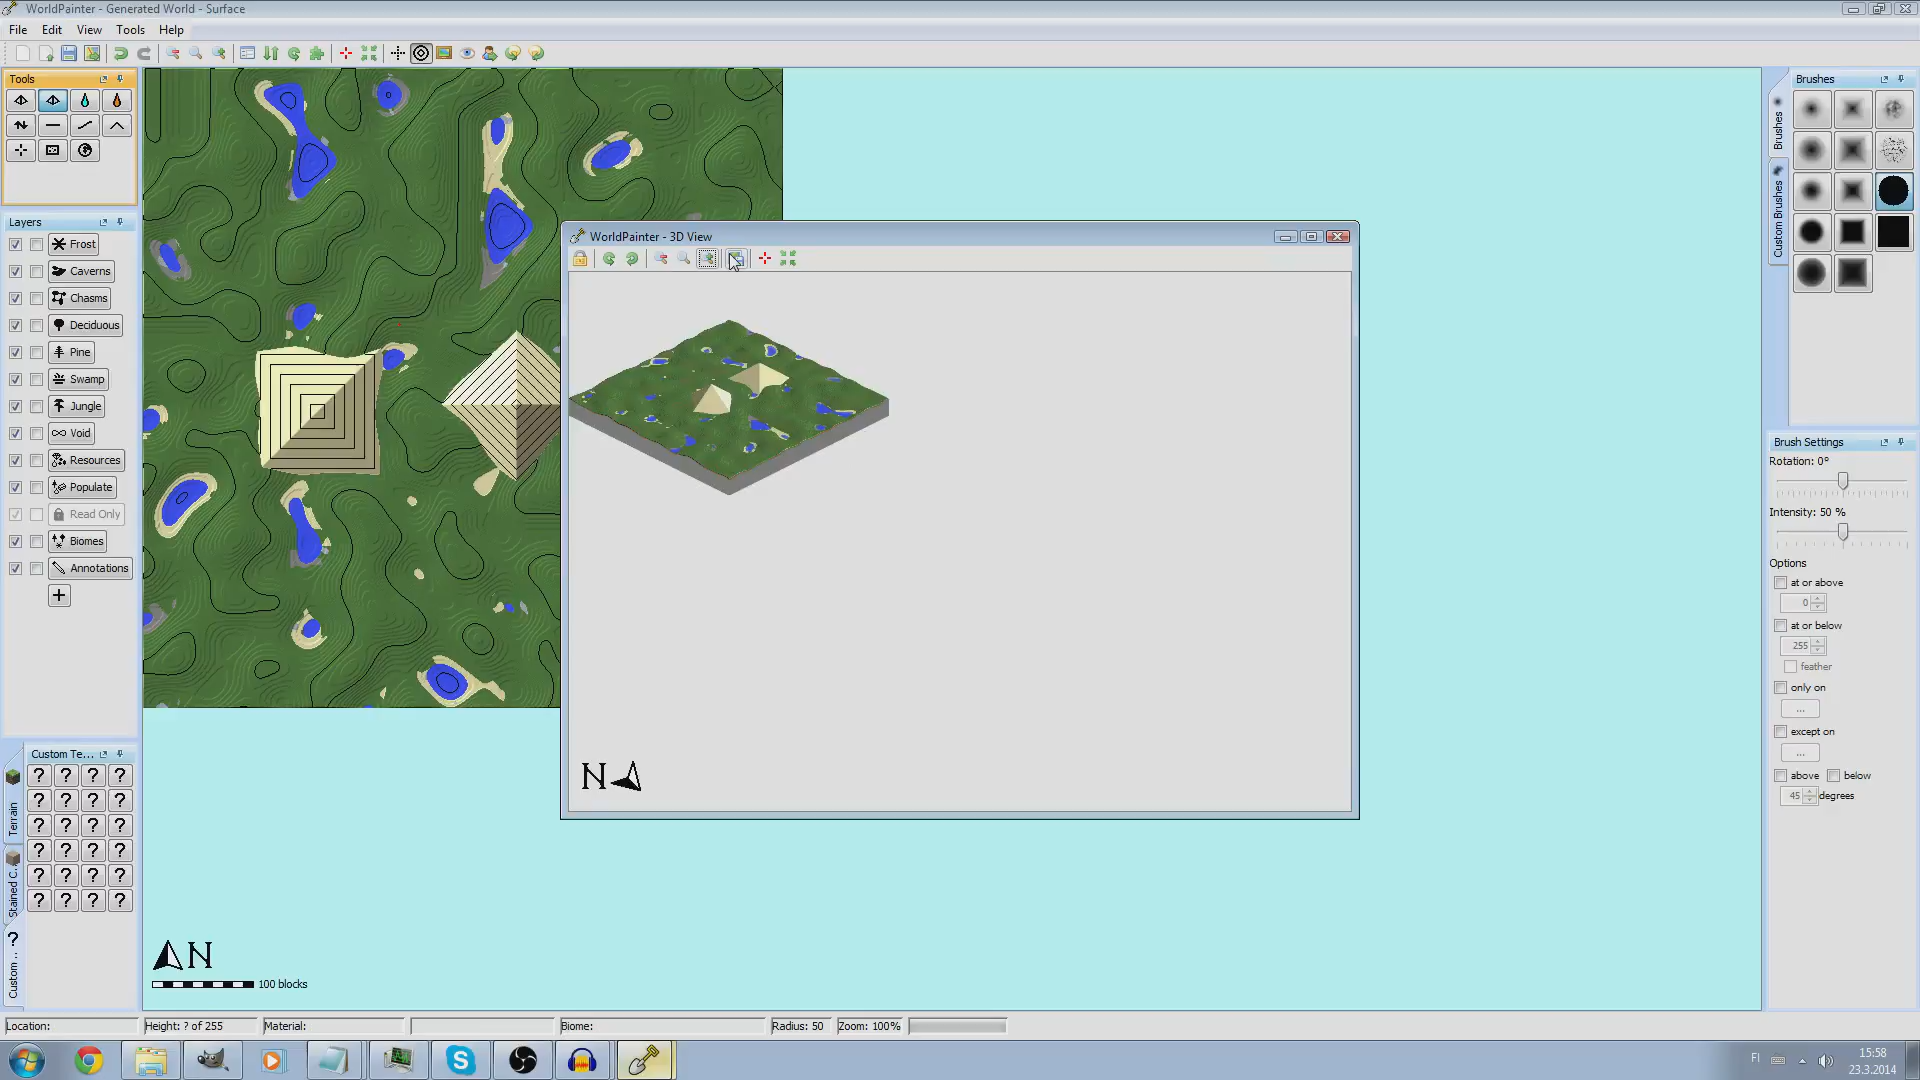 WorldPainter - Generated World - Surface
File Edit View Tools Help
Tools
Layers
Frost
Caverns
Chasms
Deciduous
Pine
Swamp
Jungle
Void
Resources
Populate
Read Only
Biomes
Annotations
+
Custom Te...
Terrain
Stained C...
Custom ...
? ? ? ?
? ? ? ?
? ? ? ?
? ? ? ?
? ? ? ?
? ? ? ?
WorldPainter - 3D View
N
N
100 blocks
Brushes
Brushes
Custom Brushes
Brush Settings
Rotation: 0°
Intensity: 50 %
Options
at or above
0
at or below
255
feather
only on
...
except on
...
above below
45 degrees
Location: Height: ? of 255 Material: Biome: Radius: 50 Zoom: 100%
FI 15:58
23.3.2014